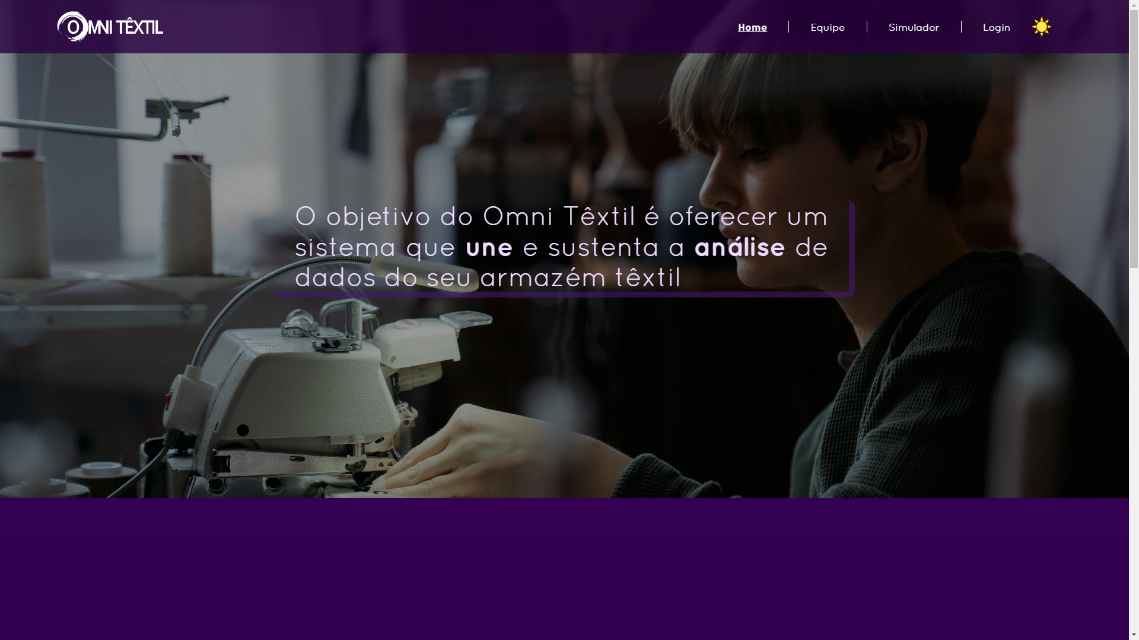 OMNI TÊXTIL
Home
Equipe
Simulador
Login
O objetivo do Omni Têxtil é oferecer um
sistema que une e sustenta a análise de
dados do seu armazém têxtil